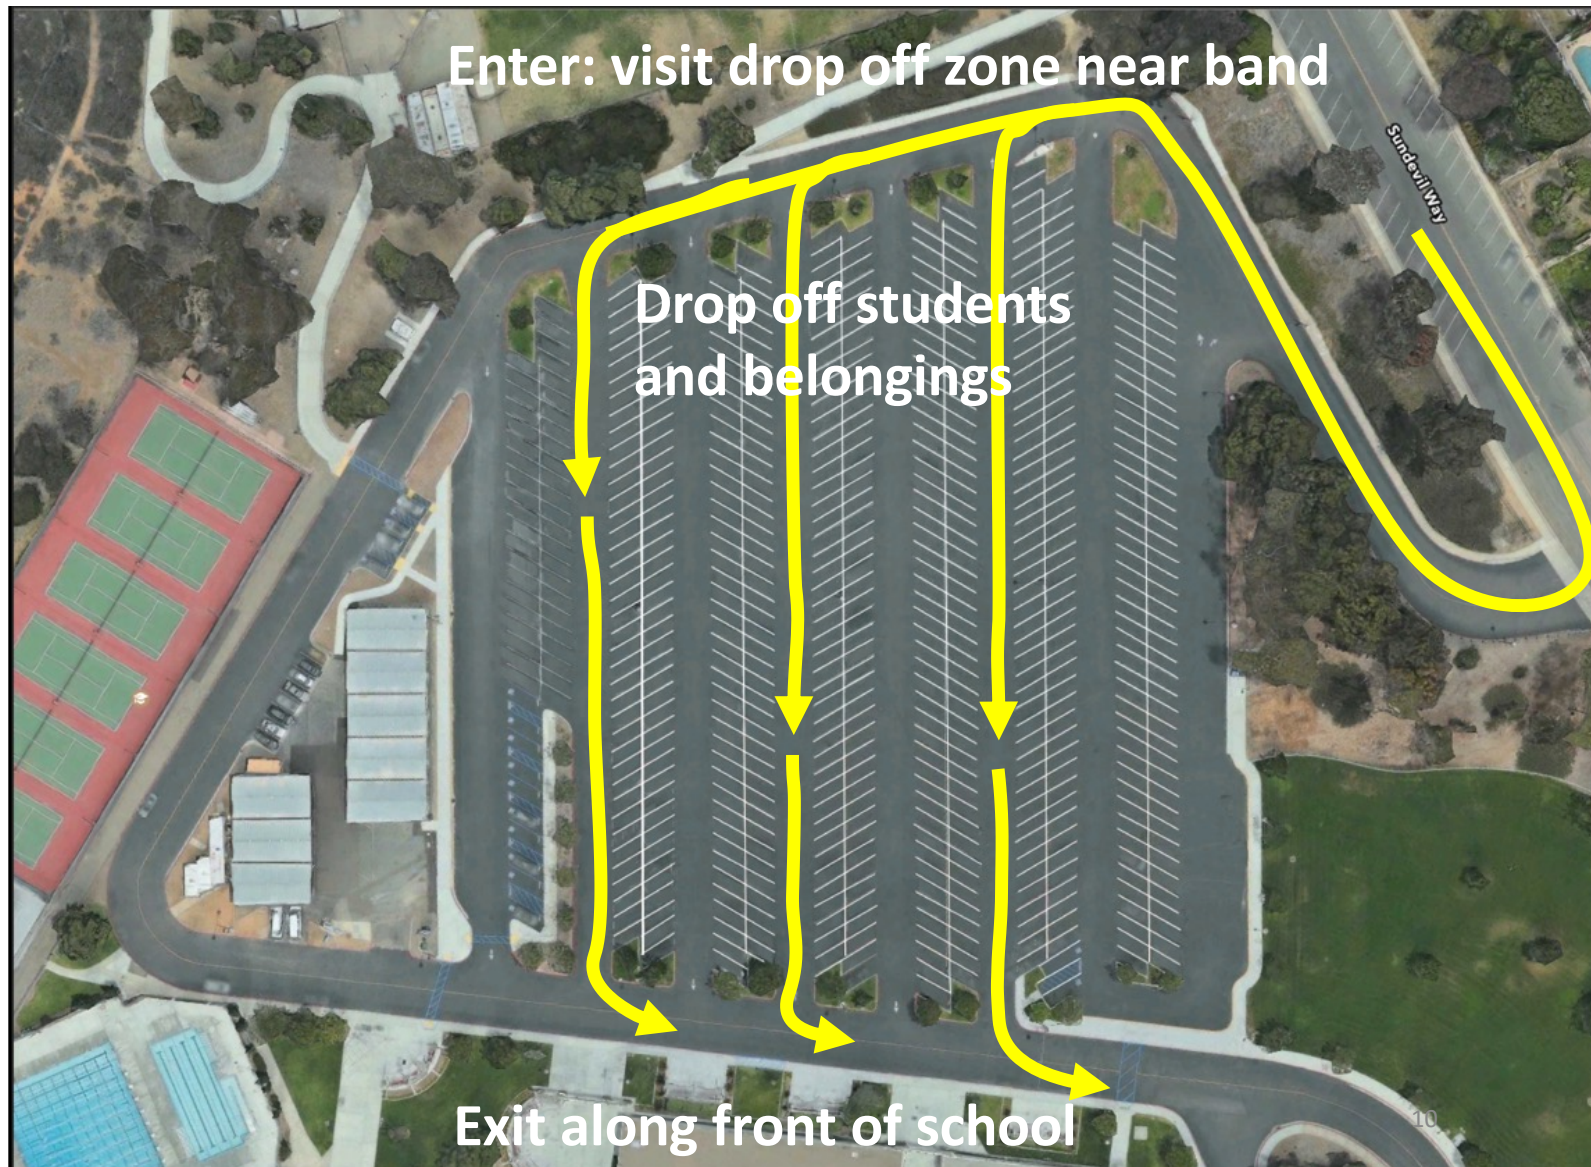 Enter: visit drop off zone near band
Sundevil Way
Drop off students
and belongings
Exit along front of school
10